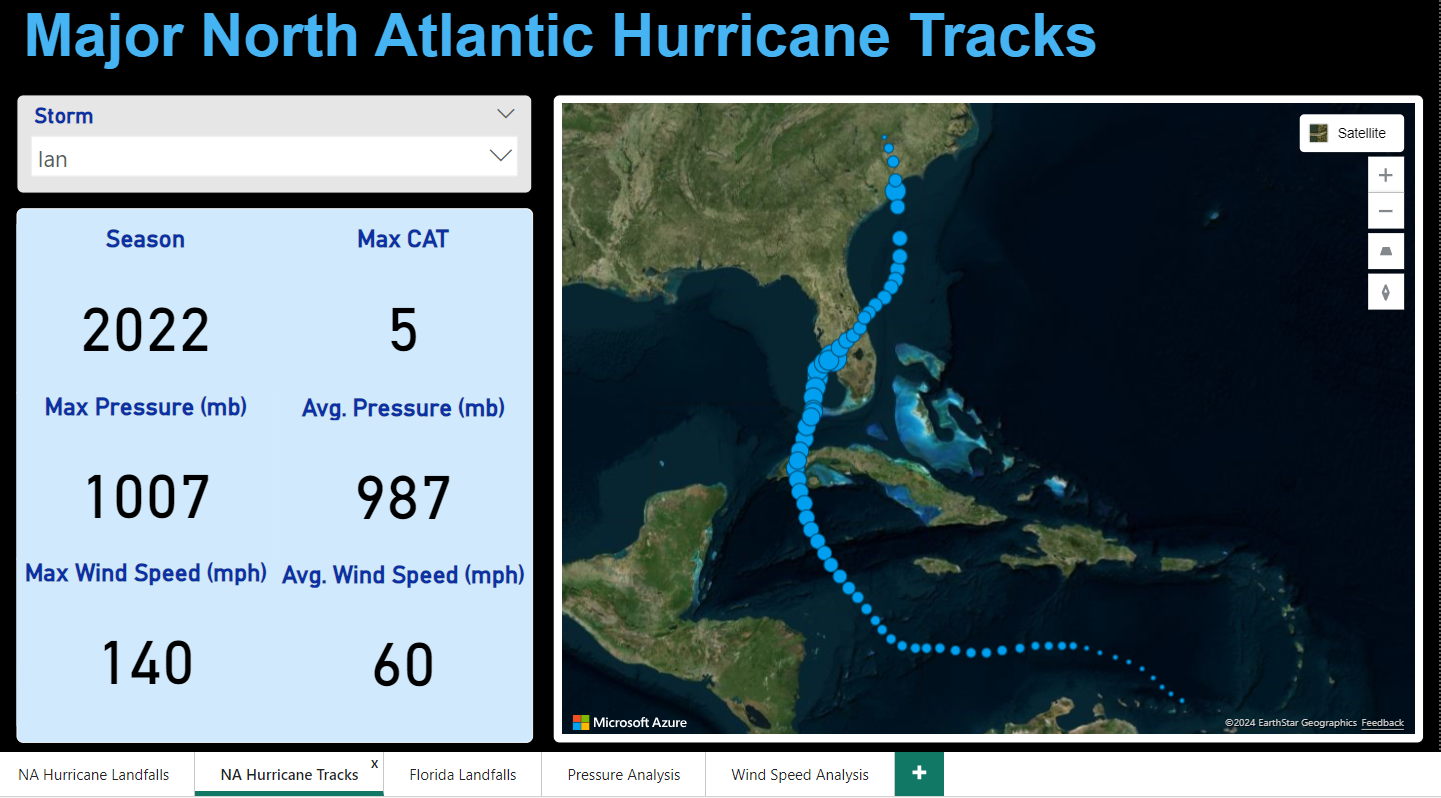 Major North Atlantic Hurricane Tracks
Storm
Ian
Season
Max CAT
2022
5
Max Pressure (mb)
Avg. Pressure (mb)
1007
987
Max Wind Speed (mph)
Avg. Wind Speed (mph)
140
60
Satellite
Microsoft Azure
©2024 EarthStar Geographics Feedback
NA Hurricane Landfalls
NA Hurricane Tracks
x
Florida Landfalls
Pressure Analysis
Wind Speed Analysis
+